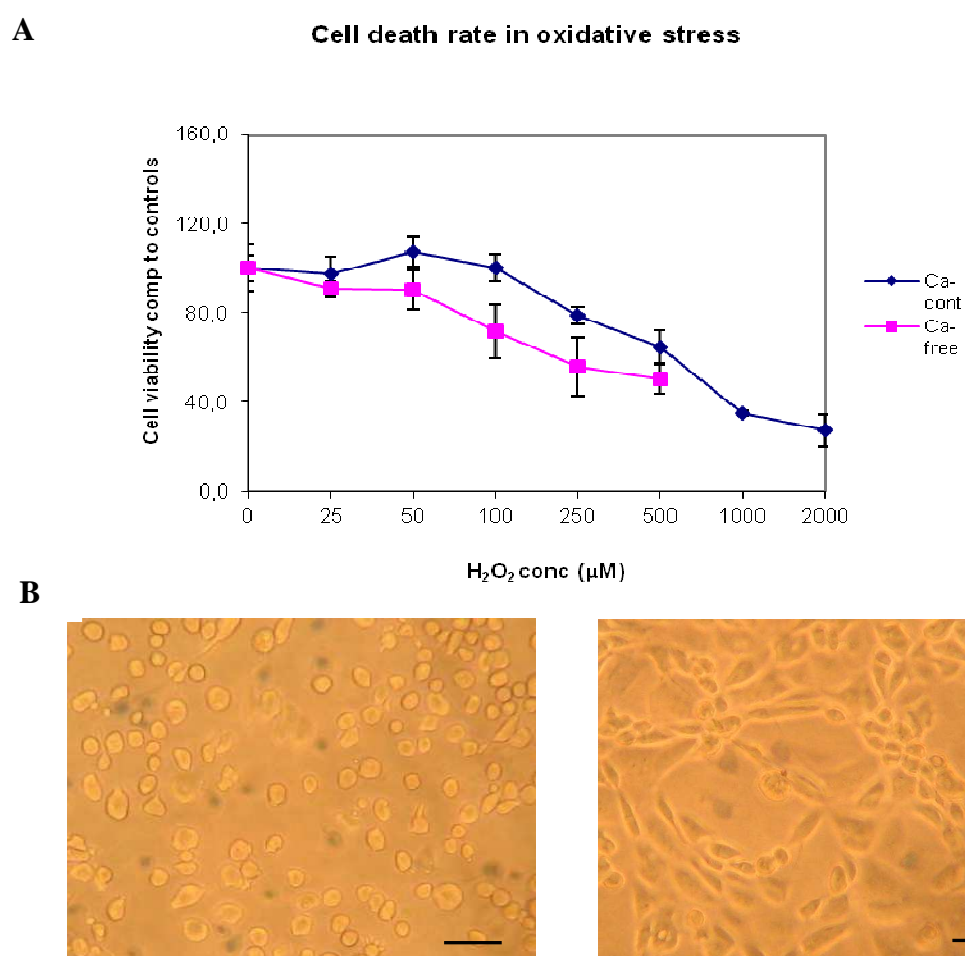 A
Cell death rate in oxidative stress
Cell viability comp to controls
160,0
120,0
80,0
40,0
0,0
0 25 50 100 250 500 1000 2000
H₂O₂ conc (µM)
Ca-
cont
Ca-
free
B